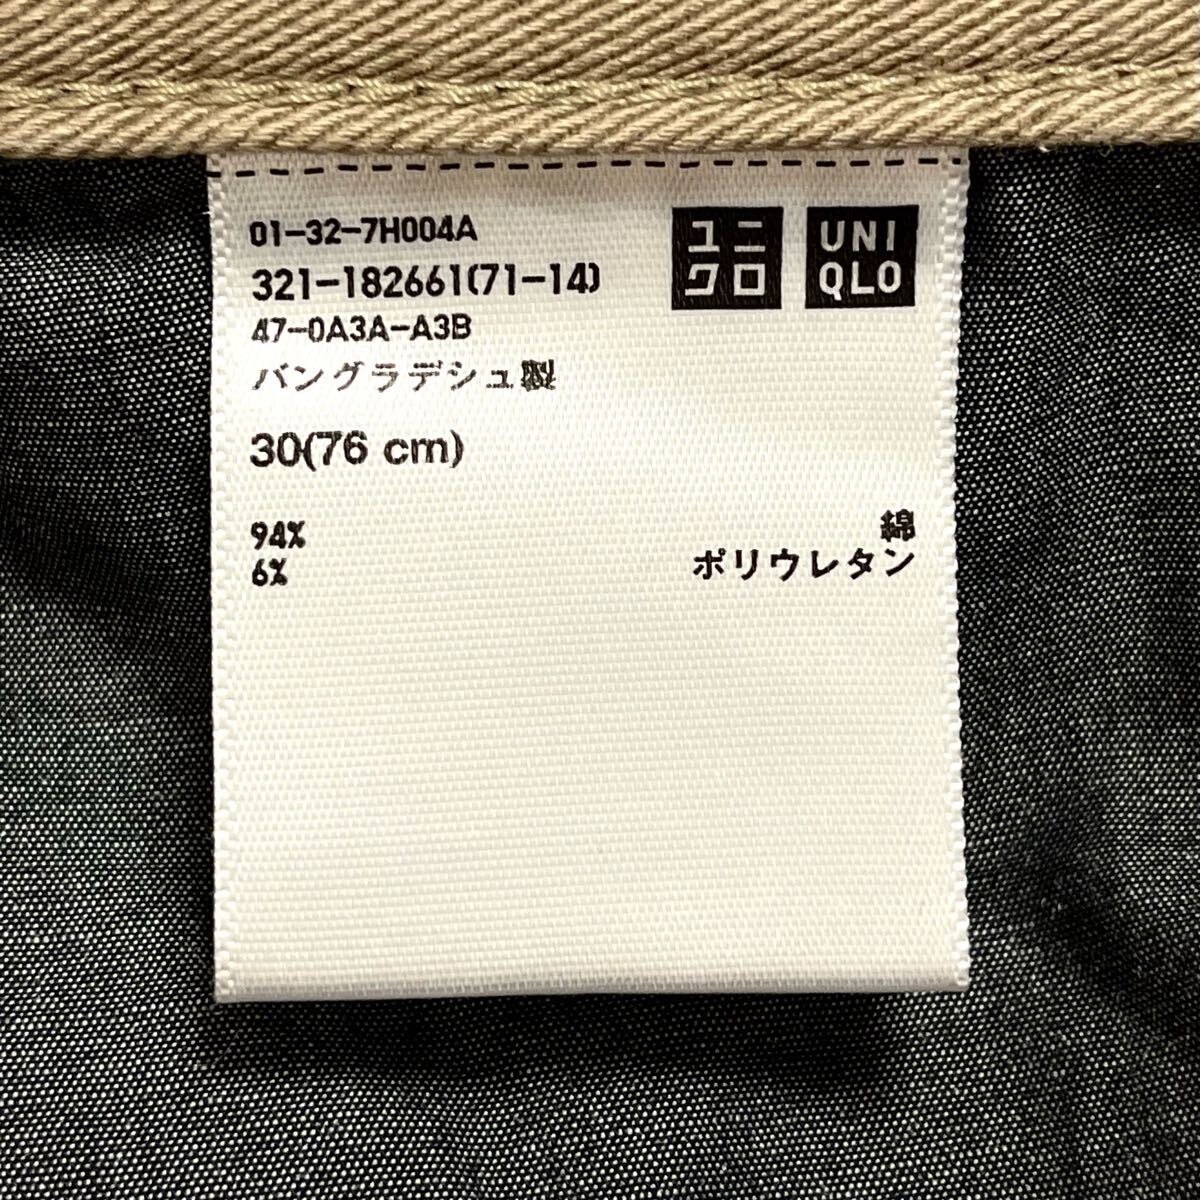 01-32-7H004A
321-182661(71-14)
47-0A3A-A3B
バングラデシュ製
ユニ
クロ
UNI
QLO
30(76 cm)
94% 綿
6% ポリウレタン